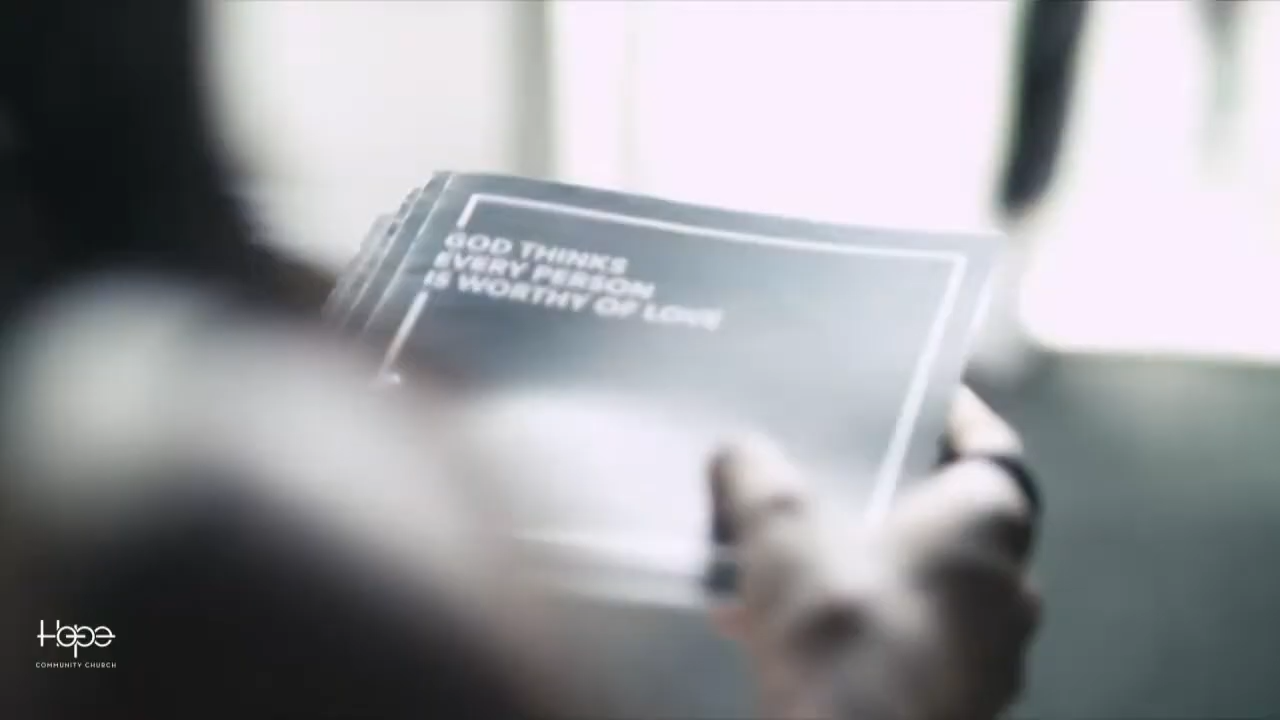 GOD THINKS
EVERY PERSON
IS WORTHY OF LOVE
Hope
COMMUNITY CHURCH